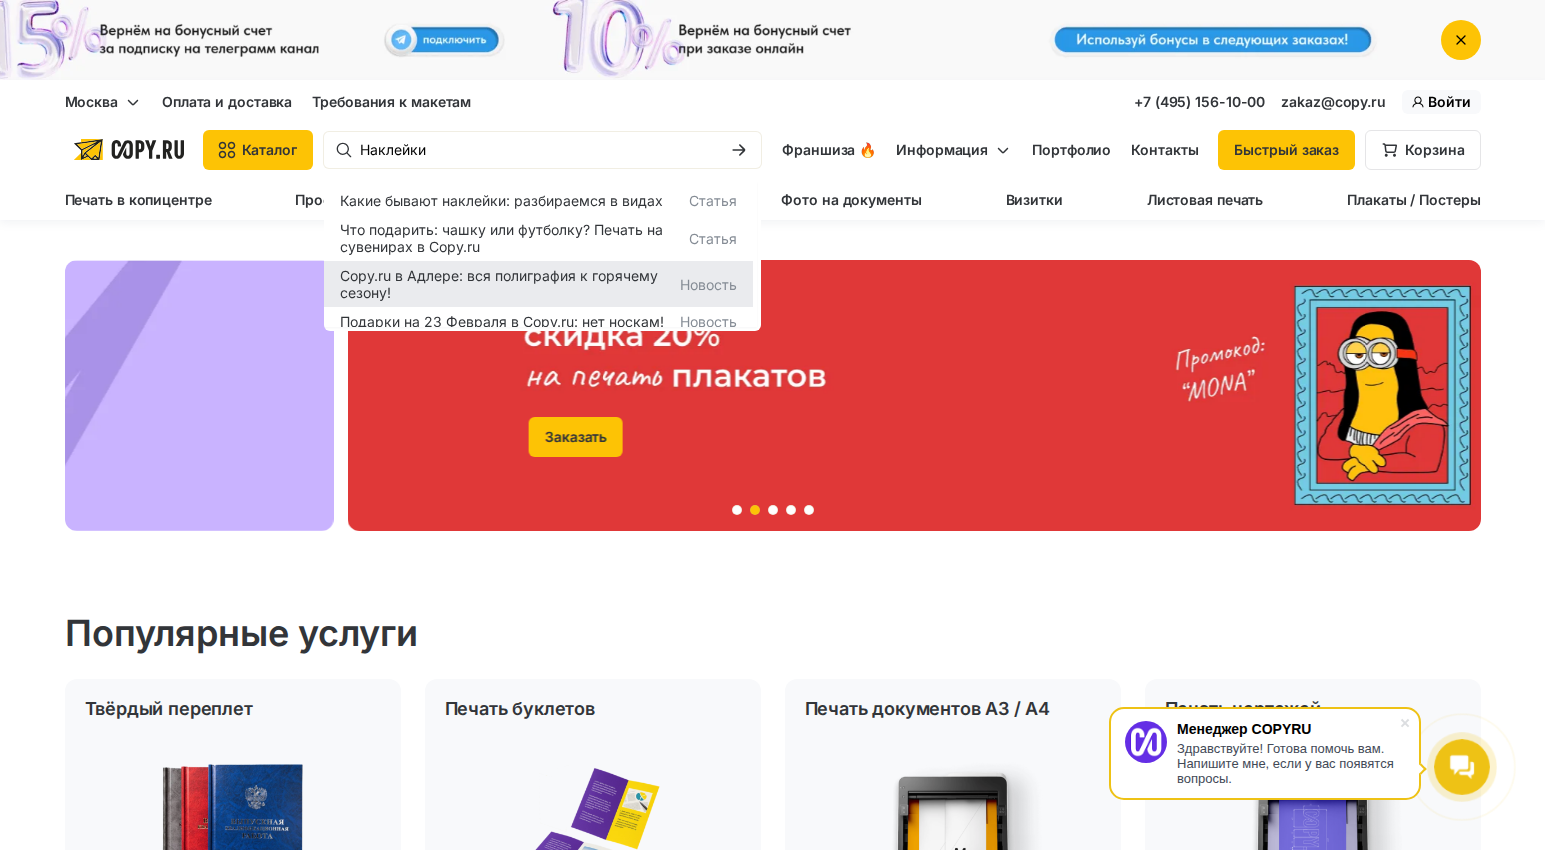 15%
Вернём на бонусный счет
за подписку на телеграмм канал
подключить
10%
Вернём на бонусный счет
при заказе онлайн
Используй бонусы в следующих заказах!
Москва
Оплата и доставка
Требования к макетам
+7 (495) 156-10-00
zakaz@copy.ru
Войти
COPY.RU
Каталог
Наклейки
Франшиза 🔥
Информация
Портфолио
Контакты
Быстрый заказ
Корзина
Печать в копицентре
Фото на документы
Визитки
Листовая печать
Плакаты / Постеры
Какие бывают наклейки: разбираемся в видах
Статья
Что подарить: чашку или футболку? Печать на
сувенирах в Copy.ru
Статья
Copy.ru в Адлере: вся полиграфия к горячему
сезону!
Новость
Подарки на 23 Февраля в Copy.ru: нет носкам!
Новость
скидка 20%
на печать плакатов
Заказать
Промокод:
“MONA”
Популярные услуги
Твёрдый переплет
Печать буклетов
Печать документов А3 / А4
Печать чертежей
Менеджер COPYRU
Здравствуйте! Готова помочь вам.
Напишите мне, если у вас появятся
вопросы.